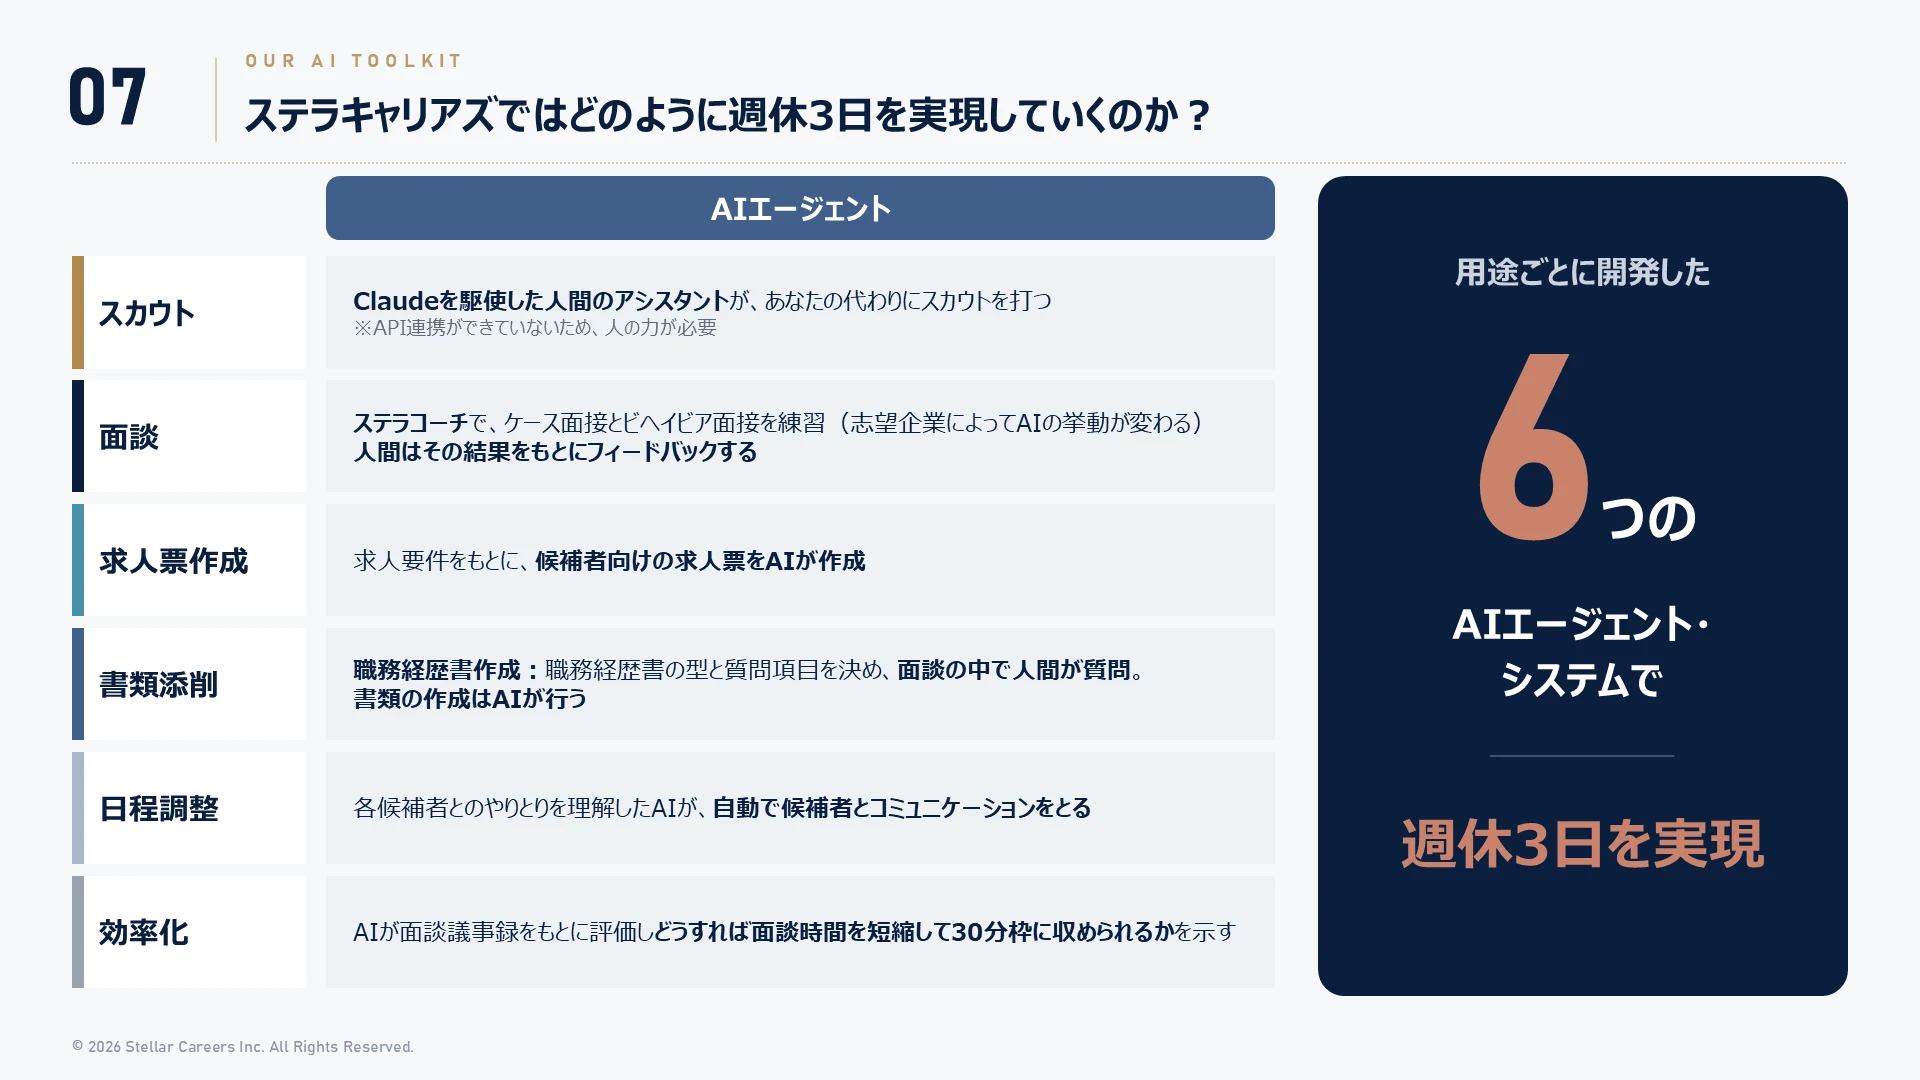 07
OUR AI TOOLKIT
ステラキャリアズではどのように週休3日を実現していくのか？
AIエージェント
スカウト
Claudeを駆使した人間のアシスタントが、あなたの代わりにスカウトを打つ
※API連携ができていないため、人の力が必要
面談
ステラコーチで、ケース面接とビヘイビア面接を練習（志望企業によってAIの挙動が変わる）
人間はその結果をもとにフィードバックする
求人票作成
求人要件をもとに、候補者向けの求人票をAIが作成
書類添削
職務経歴書作成：職務経歴書の型と質問項目を決め、面談の中で人間が質問。
書類の作成はAIが行う
日程調整
各候補者とのやりとりを理解したAIが、自動で候補者とコミュニケーションをとる
効率化
AIが面談議事録をもとに評価しどうすれば面談時間を短縮して30分枠に収められるかを示す
用途ごとに開発した
6つの
AIエージェント・
システムで
週休3日を実現
© 2026 Stellar Careers Inc. All Rights Reserved.